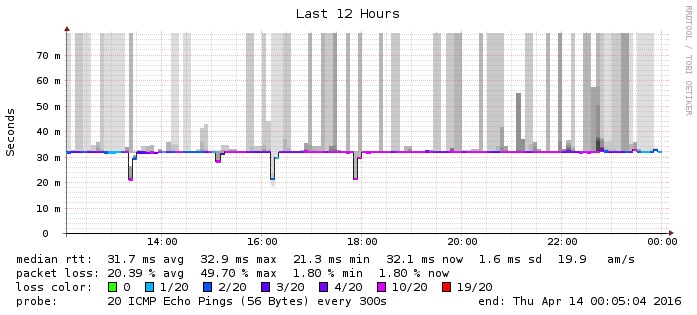 Last 12 Hours
RRDTOOL / TOBI OETIKER
Seconds
70 m
60 m
50 m
40 m
30 m
20 m
10 m
0
14:00 16:00 18:00 20:00 22:00 00:00
median rtt: 31.7 ms avg 32.9 ms max 21.3 ms min 32.1 ms now 1.6 ms sd 19.9 am/s
packet loss: 20.39 % avg 49.70 % max 1.80 % min 1.80 % now
loss color: 0 1/20 2/20 3/20 4/20 10/20 19/20
probe: 20 ICMP Echo Pings (56 Bytes) every 300s end: Thu Apr 14 00:05:04 2016